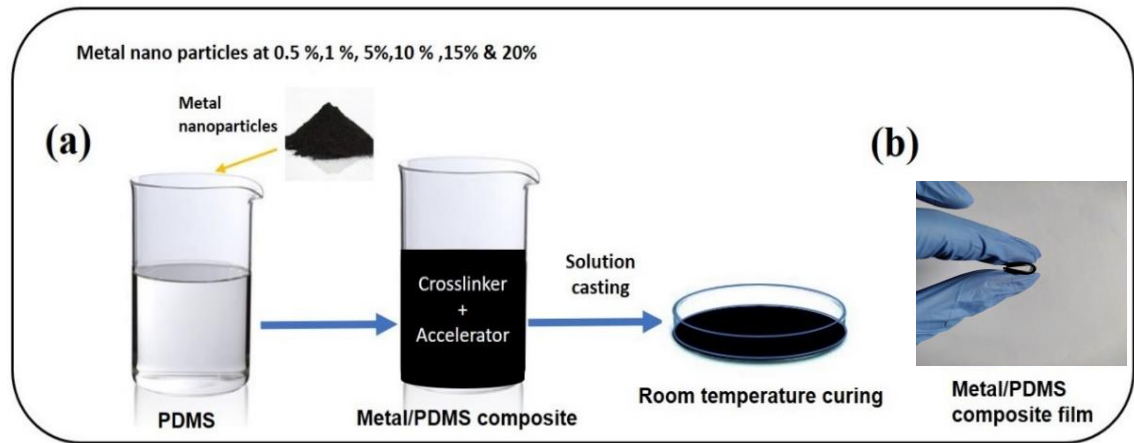 Metal nano particles at 0.5 %,1 %, 5%,10 % ,15% & 20%
Metal
nanoparticles
(a)
(b)
Crosslinker
+
Accelerator
Solution
casting
PDMS
Metal/PDMS composite
Room temperature curing
Metal/PDMS
composite film